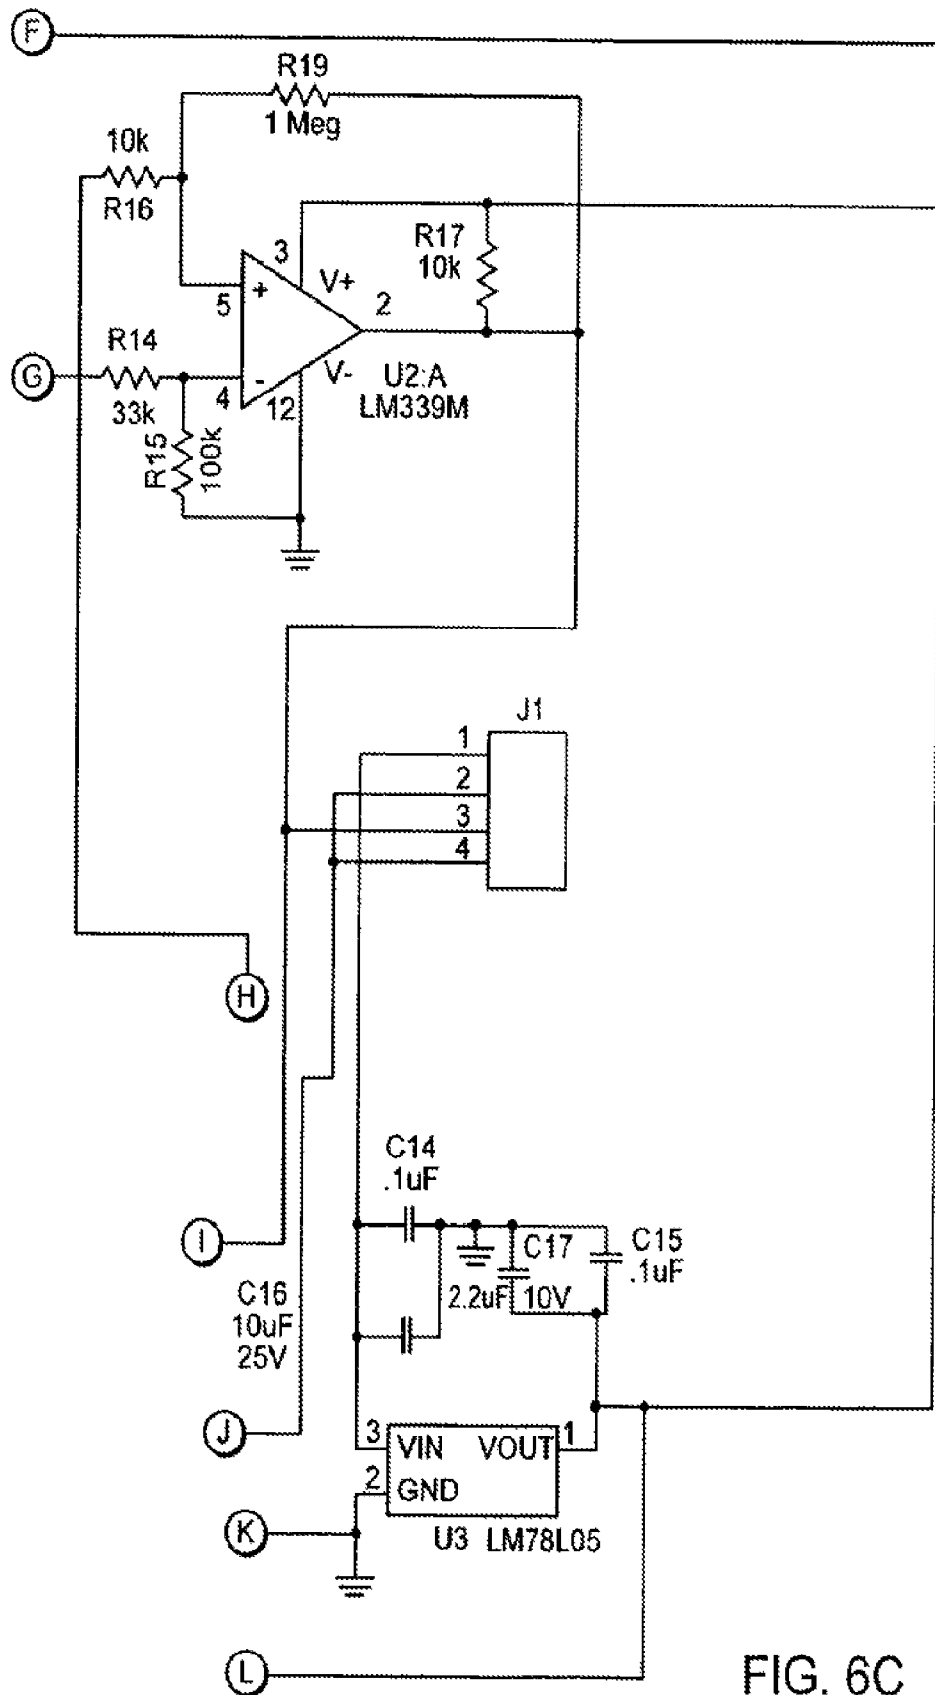 F
R19
1 Meg
10k
R16
R17
10k
3
V+
5
+
2
G
R14
33k
-
4
V-
12
U2:A
LM339M
R15
100k
J1
1
2
3
4
H
C14
.1uF
I
C17
2.2uF 10V
C15
.1uF
C16
10uF
25V
J
3
VIN
VOUT
1
2
GND
K
U3 LM78L05
L
FIG. 6C